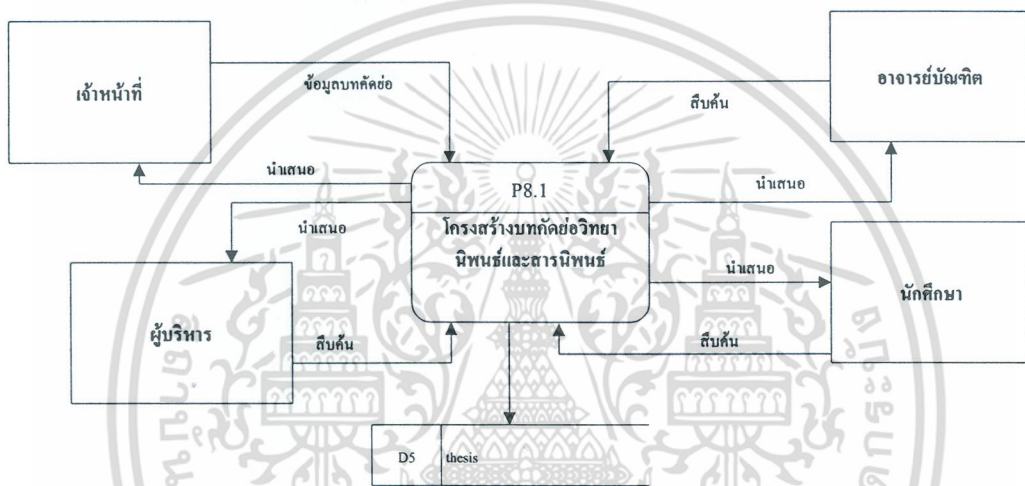 เจ้าหน้าที่
ข้อมูลบทคัดย่อ
อาจารย์บัณฑิต
สืบค้น
นำเสนอ
P8.1
นำเสนอ
นำเสนอ
โครงสร้างบทคัดย่อวิทยา
นิพนธ์และสารนิพนธ์
นำเสนอ
นักศึกษา
ผู้บริหาร
สืบค้น
สืบค้น
D5 thesis